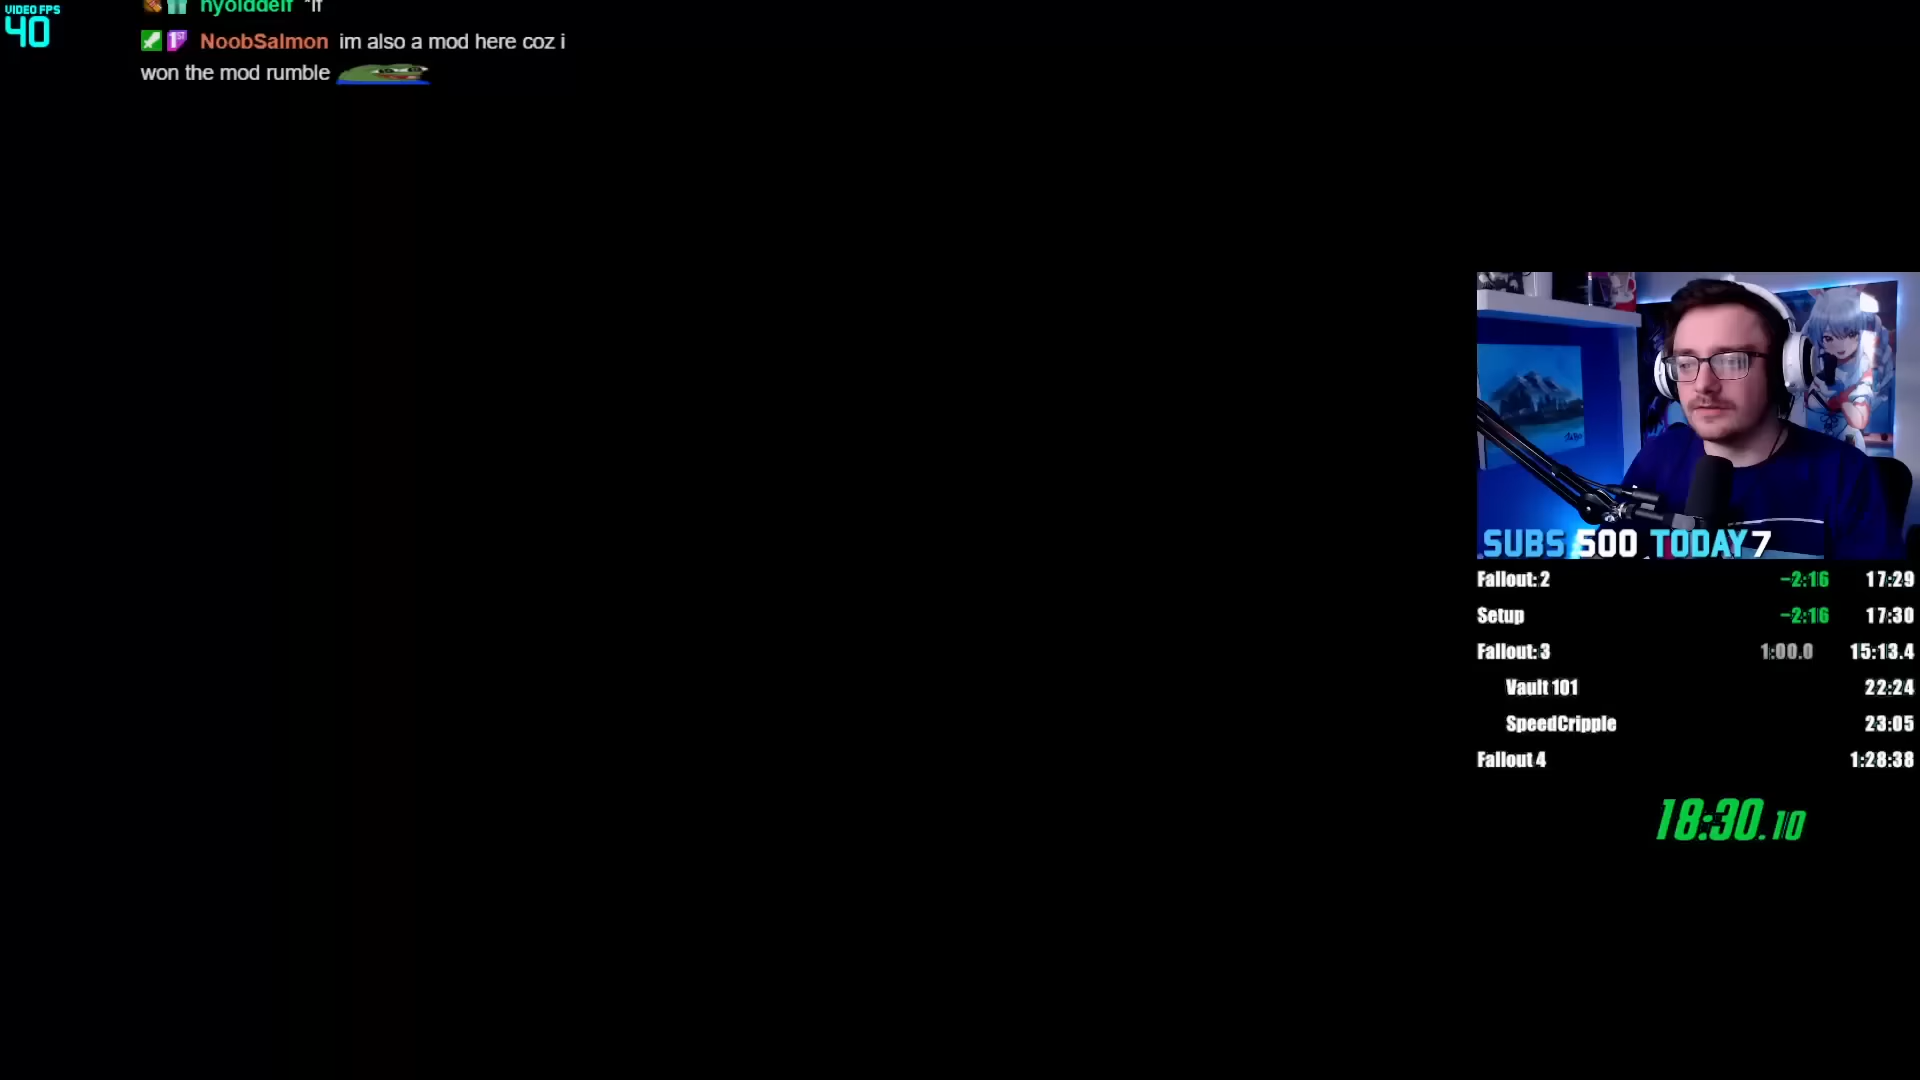 VIDEO FPS
40
hyolddelf *if
NoobSalmon im also a mod here coz i
won the mod rumble
SUBS 500 TODAY 7
Fallout: 2 -2:16 17:29
Setup -2:16 17:30
Fallout: 3 1:00.0 15:13.4
Vault 101 22:24
SpeedCripple 23:05
Fallout 4 1:28:38
18:30.10